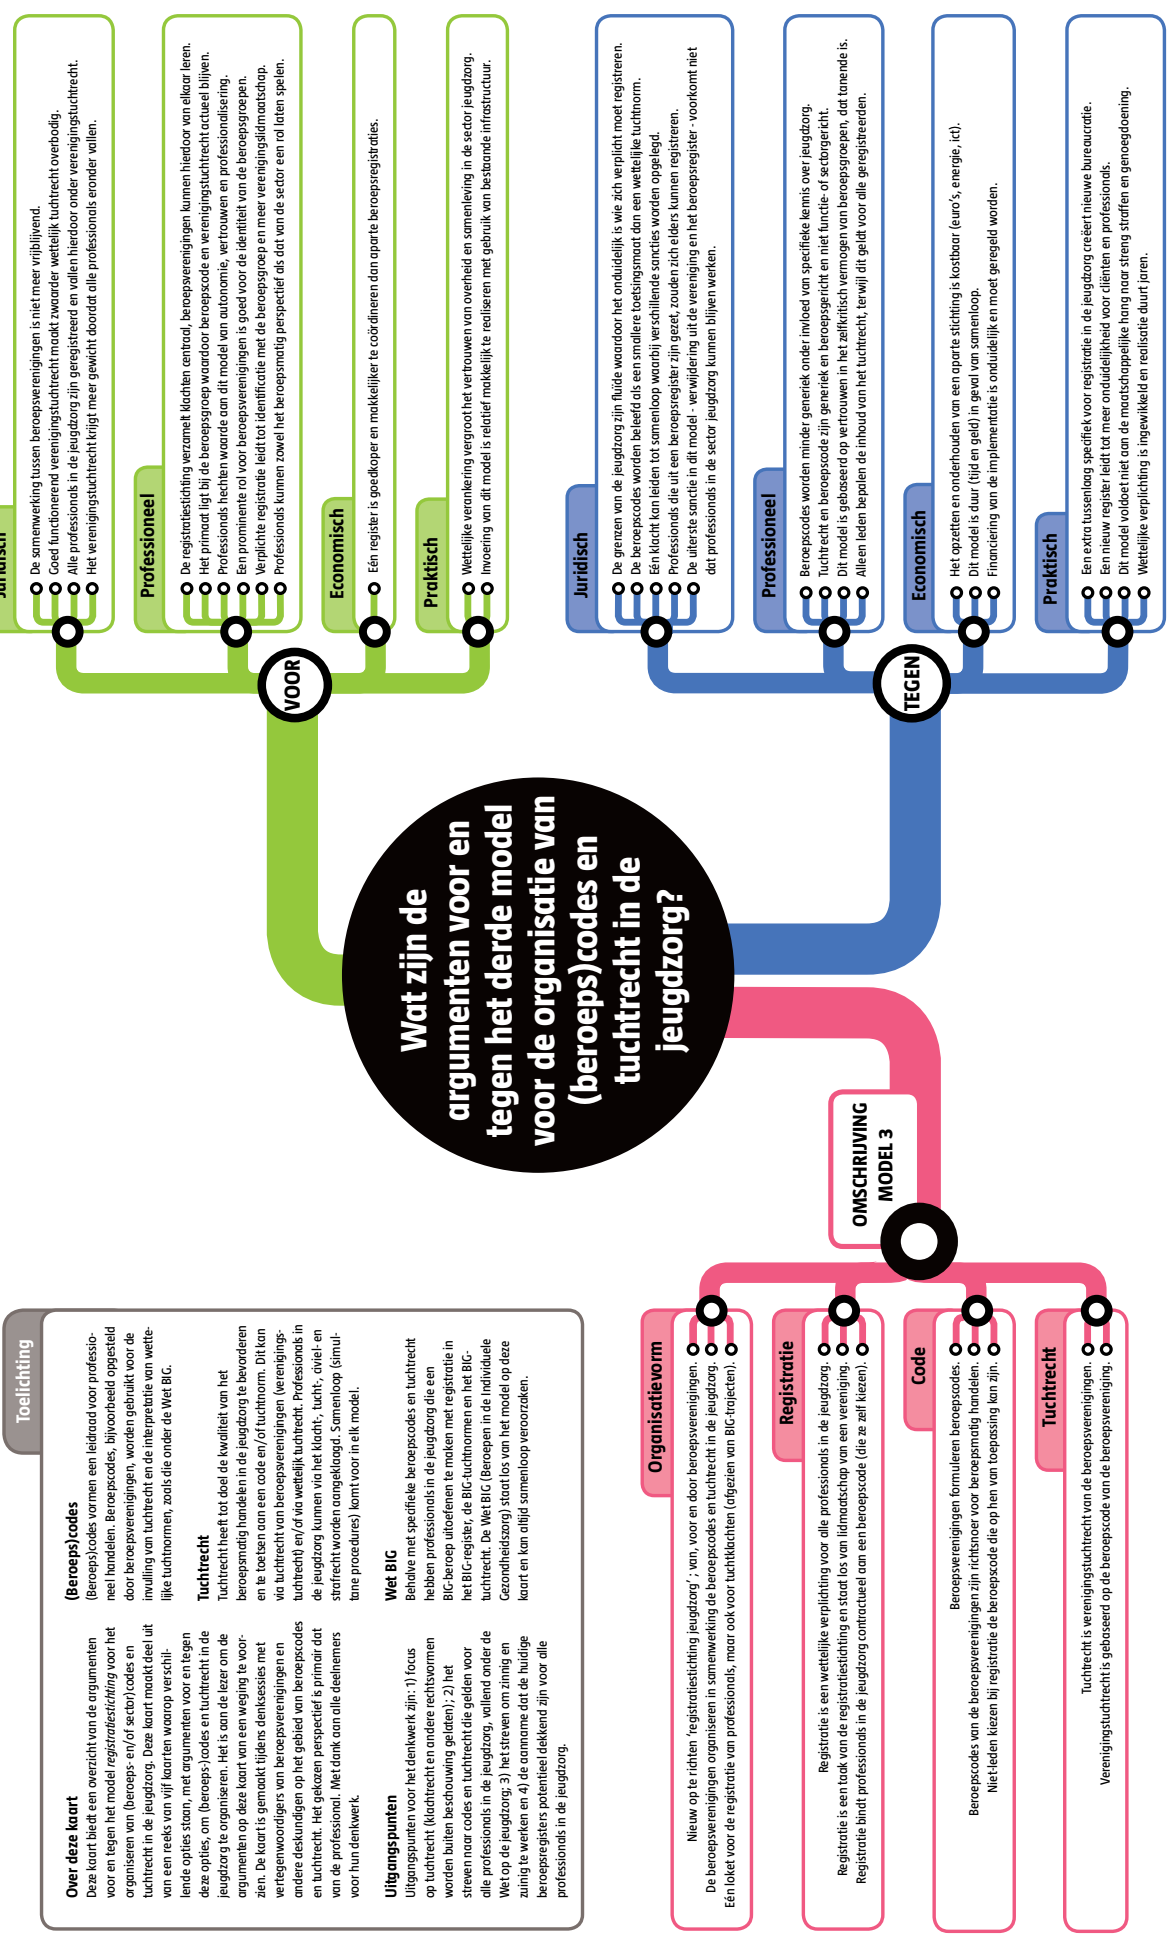 Toelichting
Over deze kaart
Deze kaart biedt een overzicht van de argumenten
voor en tegen het model registratiestichting voor het
organiseren van (beroeps- en/of sector)codes en
tuchtrecht in de jeugdzorg. Deze kaart maakt deel uit
van een reeks van vijf kaarten waarop verschil-
lende opties staan, met argumenten voor en tegen
deze opties, om (beroeps-)codes en tuchtrecht in de
jeugdzorg te organiseren. Het is aan de lezer om de
argumenten op deze kaart van een weging te voor-
zien. De kaart is gemaakt tijdens denksessies met
vertegenwoordigers van beroepsverenigingen en
andere deskundigen op het gebied van beroepscodes
en tuchtrecht. Het gekozen perspectief is primair dat
van de professional. Met dank aan alle deelnemers
voor hun denkwerk.
Uitgangspunten
Uitgangspunten voor het denkwerk zijn: 1) focus
op tuchtrecht (klachtrecht en andere rechtsvormen
worden buiten beschouwing gelaten); 2) het
streven naar codes en tuchtrecht die gelden voor
alle professionals in de jeugdzorg, vallend onder de
Wet op de jeugdzorg; 3) het streven om zinnig en
zuinig te werken en 4) de aanname dat de huidige
beroepsregisters potentieel dekkend zijn voor alle
professionals in de jeugdzorg.
(Beroeps)codes
(Beroeps)codes vormen een leidraad voor professio-
neel handelen. Beroepscodes, bijvoorbeeld opgesteld
door beroepsverenigingen, worden gebruikt voor de
invulling van tuchtrecht en de interpretatie van wette-
lijke tuchtnormen, zoals die onder de Wet BIG.
Tuchtrecht
Tuchtrecht heeft tot doel de kwaliteit van het
beroepsmatig handelen in de jeugdzorg te bevorderen
en te toetsen aan een code en/of tuchtnorm. Dit kan
via tuchtrecht van beroepsverenigingen (verenigings-
tuchtrecht) en/of via wettelijk tuchtrecht. Professionals in
de jeugdzorg kunnen via het klacht-, tucht-, civiel- en
strafrecht worden aangeklaagd. Samenloop (simul-
tane procedures) komt voor in elk model.
Wet BIG
Behalve met specifieke beroepscodes en tuchtrecht
hebben professionals in de jeugdzorg die een
BIG-beroep uitoefenen te maken met registratie in
het BIG-register, de BIG-tuchtnormen en het BIG-
tuchtrecht. De Wet BIG (Beroepen in de Individuele
Gezondheidszorg) staat los van het model op deze
kaart en kan altijd samenloop veroorzaken.
Wat zijn de
argumenten voor en
tegen het derde model
voor de organisatie van
(beroeps)codes en
tuchtrecht in de
jeugdzorg?
VOOR
Juridisch
De samenwerking tussen beroepsverenigingen is niet meer vrijblijvend.
Goed functionerend verenigingstuchtrecht maakt zwaarder wettelijk tuchtrecht overbodig.
Alle professionals in de jeugdzorg zijn geregistreerd en vallen hierdoor onder verenigingstuchtrecht.
Het verenigingstuchtrecht krijgt meer gewicht doordat alle professionals eronder vallen.
Professioneel
De registratiestichting verzamelt klachten centraal, beroepsverenigingen kunnen hierdoor van elkaar leren.
Het primaat ligt bij de beroepsgroep waardoor beroepscode en verenigingstuchtrecht actueel blijven.
Professionals hechten waarde aan dit model van autonomie, vertrouwen en professionalisering.
Een prominente rol voor beroepsverenigingen is goed voor de identiteit van de beroepsgroepen.
Verplichte registratie leidt tot identificatie met de beroepsgroep en meer verenigingslidmaatschap.
Professionals kunnen zowel het beroepsmatig perspectief als dat van de sector een rol laten spelen.
Economisch
Eén register is goedkoper en makkelijker te coördineren dan aparte beroepsregistraties.
Praktisch
Wettelijke verankering vergroot het vertrouwen van overheid en samenleving in de sector jeugdzorg.
Invoering van dit model is relatief makkelijk te realiseren met gebruik van bestaande infrastructuur.
TEGEN
Juridisch
De grenzen van de jeugdzorg zijn fluïde waardoor het onduidelijk is wie zich verplicht moet registreren.
De beroepscodes worden beleefd als een smallere toetsingsmaat dan een wettelijke tuchtnorm.
Eén klacht kan leiden tot samenloop waarbij verschillende sancties worden opgelegd.
Professionals die uit een beroepsregister zijn gezet, zouden zich elders kunnen registreren.
De uiterste sanctie in dit model - verwijdering uit de vereniging en het beroepsregister - voorkomt niet
dat professionals in de sector jeugdzorg kunnen blijven werken.
Professioneel
Beroepscodes worden minder generiek onder invloed van specifieke kennis over jeugdzorg.
Tuchtrecht en beroepscode zijn generiek en beroepsgericht en niet functie- of sectorgericht.
Dit model is gebaseerd op vertrouwen in het zelfkritisch vermogen van beroepsgroepen, dat tanende is.
Alleen leden bepalen de inhoud van het tuchtrecht, terwijl dit geldt voor alle geregistreerden.
Economisch
Het opzetten en onderhouden van een aparte stichting is kostbaar (euro's, energie, ict).
Dit model is duur (tijd en geld) in geval van samenloop.
Financiering van de implementatie is onduidelijk en moet geregeld worden.
Praktisch
Een extra tussenlaag specifiek voor registratie in de jeugdzorg creëert nieuwe bureaucratie.
Een nieuw register leidt tot meer onduidelijkheid voor cliënten en professionals.
Dit model voldoet niet aan de maatschappelijke hang naar streng straffen en genoegdoening.
Wettelijke verplichting is ingewikkeld en realisatie duurt jaren.
OMSCHRIJVING
MODEL 3
Organisatievorm
Nieuw op te richten 'registratiestichting jeugdzorg'; van, voor en door beroepsverenigingen.
De beroepsverenigingen organiseren in samenwerking de beroepscodes en tuchtrecht in de jeugdzorg.
Eén loket voor de registratie van professionals, maar ook voor tuchtklachten (afgezien van BIG-trajecten).
Registratie
Registratie is een wettelijke verplichting voor alle professionals in de jeugdzorg.
Registratie is een taak van de registratiestichting en staat los van lidmaatschap van een vereniging.
Registratie bindt professionals in de jeugdzorg contractueel aan een beroepscode (die ze zelf kiezen).
Code
Beroepsverenigingen formuleren beroepscodes.
Beroepscodes van de beroepsverenigingen zijn richtsnoer voor beroepsmatig handelen.
Niet-leden kiezen bij registratie de beroepscode die op hen van toepassing kan zijn.
Tuchtrecht
Tuchtrecht is verenigingstuchtrecht van de beroepsverenigingen.
Verenigingstuchtrecht is gebaseerd op de beroepscode van de beroepsvereniging.